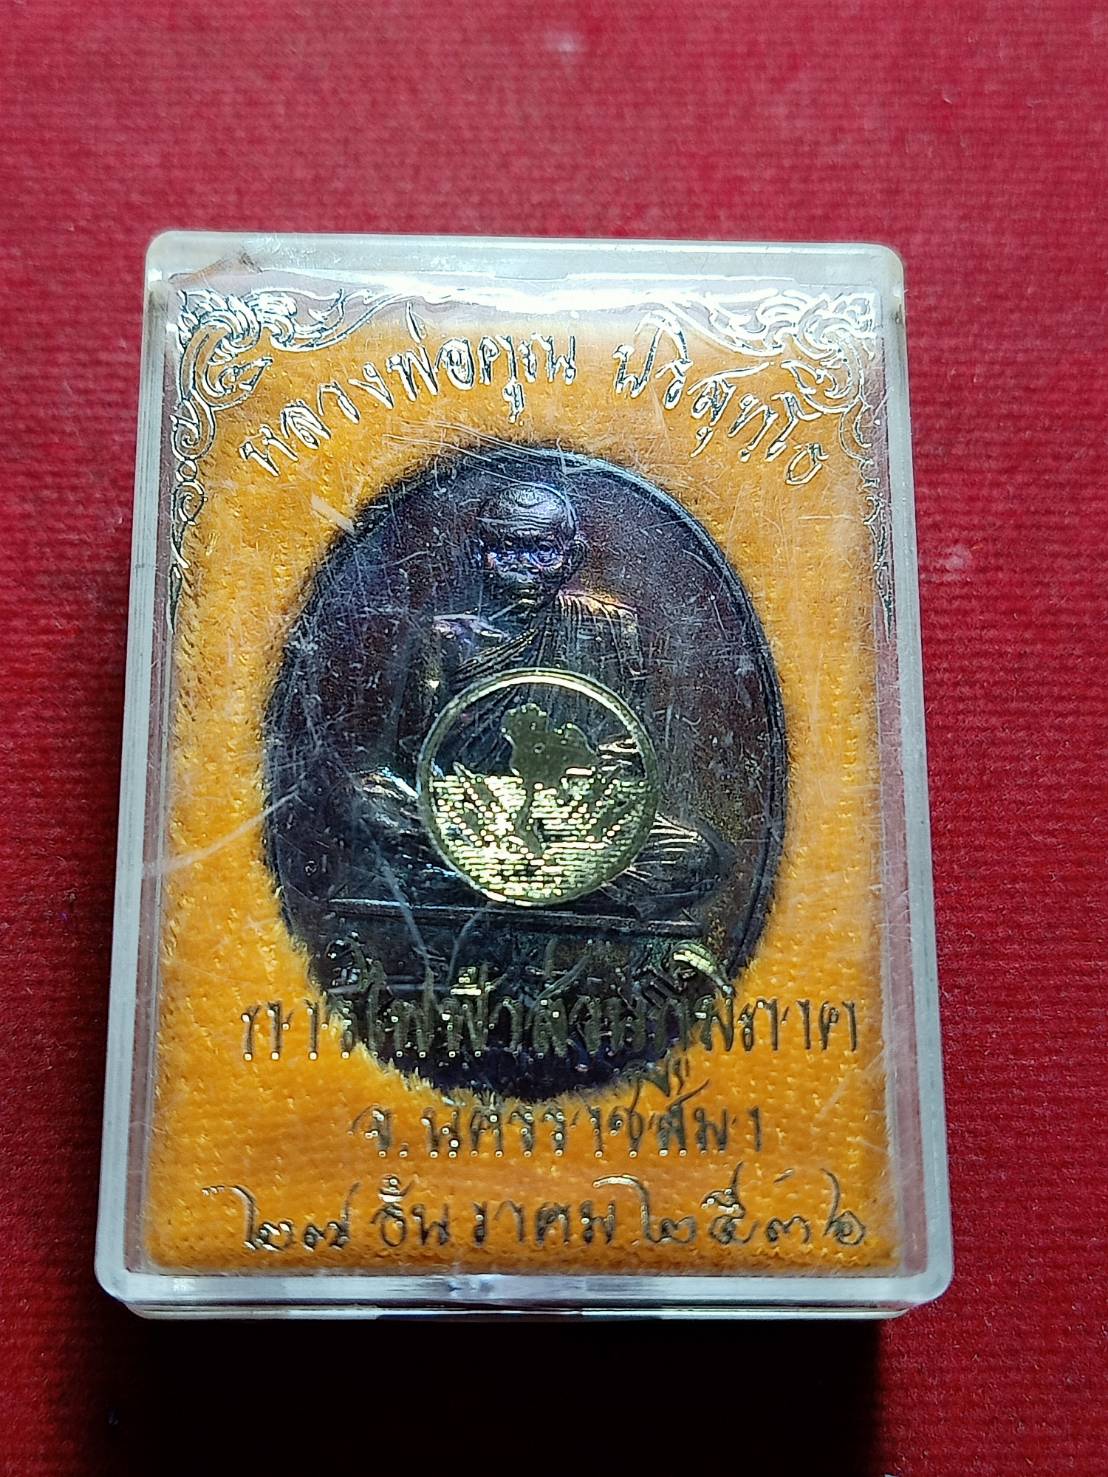 หลวงพ่อคูณ ปริสุทฺโธ
การไฟฟ้าส่วนภูมิภาค
จ.นครราชสีมา
๒๗ ธันวาคม ๒๕๓๖